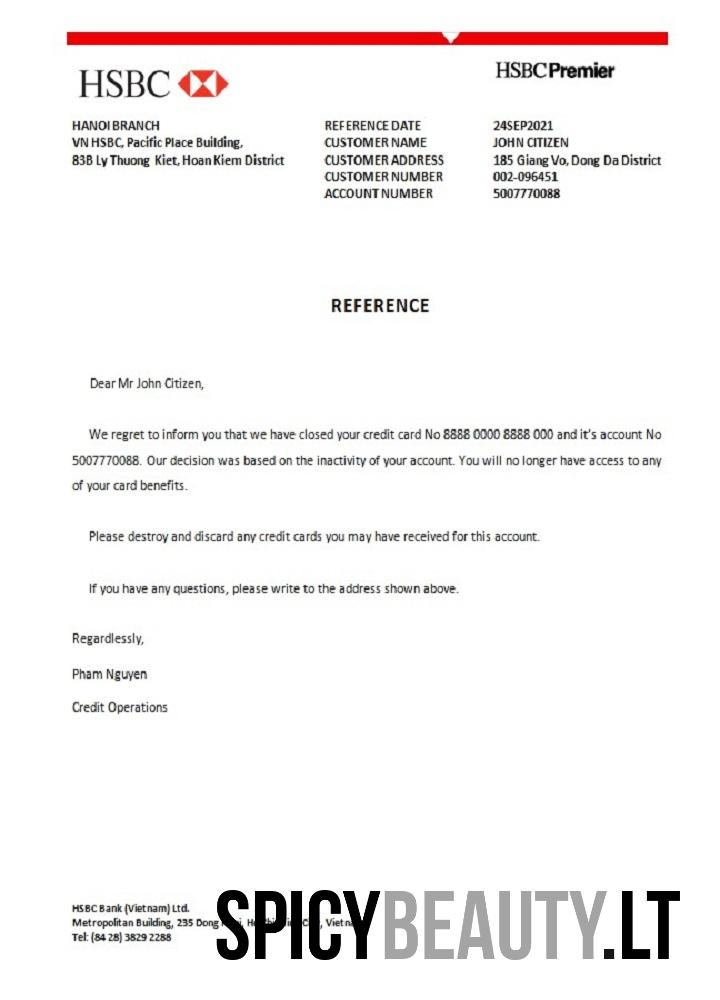 HSBC
HSBC Premier
HANOI BRANCH
VN HSBC, Pacific Place Building,
83B Ly Thuong Kiet, Hoan Kiem District
REFERENCE DATE 24SEP2021
CUSTOMER NAME JOHN CITIZEN
CUSTOMER ADDRESS 185 Giang Vo, Dong Da District
CUSTOMER NUMBER 002-096451
ACCOUNT NUMBER 5007770088
REFERENCE
Dear Mr John Citizen,
We regret to inform you that we have closed your credit card No 8888 0000 8888 000 and it's account No
5007770088. Our decision was based on the inactivity of your account. You will no longer have access to any
of your card benefits.
Please destroy and discard any credit cards you may have received for this account.
If you have any questions, please write to the address shown above.
Regardlessly,
Pham Nguyen
Credit Operations
HSBC Bank (Vietnam) Ltd.
Metropolitan Building, 235 Dong
Tel: (84 28) 3829 2288
SPICYBEAUTY.LT